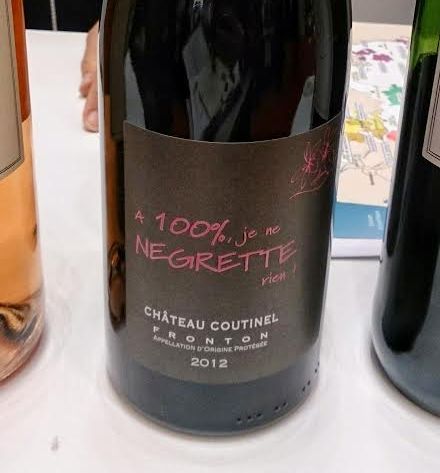 A 100%, je ne
NEGRETTE
rien !
CHÂTEAU COUTINEL
FRONTON
APPELLATION D'ORIGINE PROTÉGÉE
2012